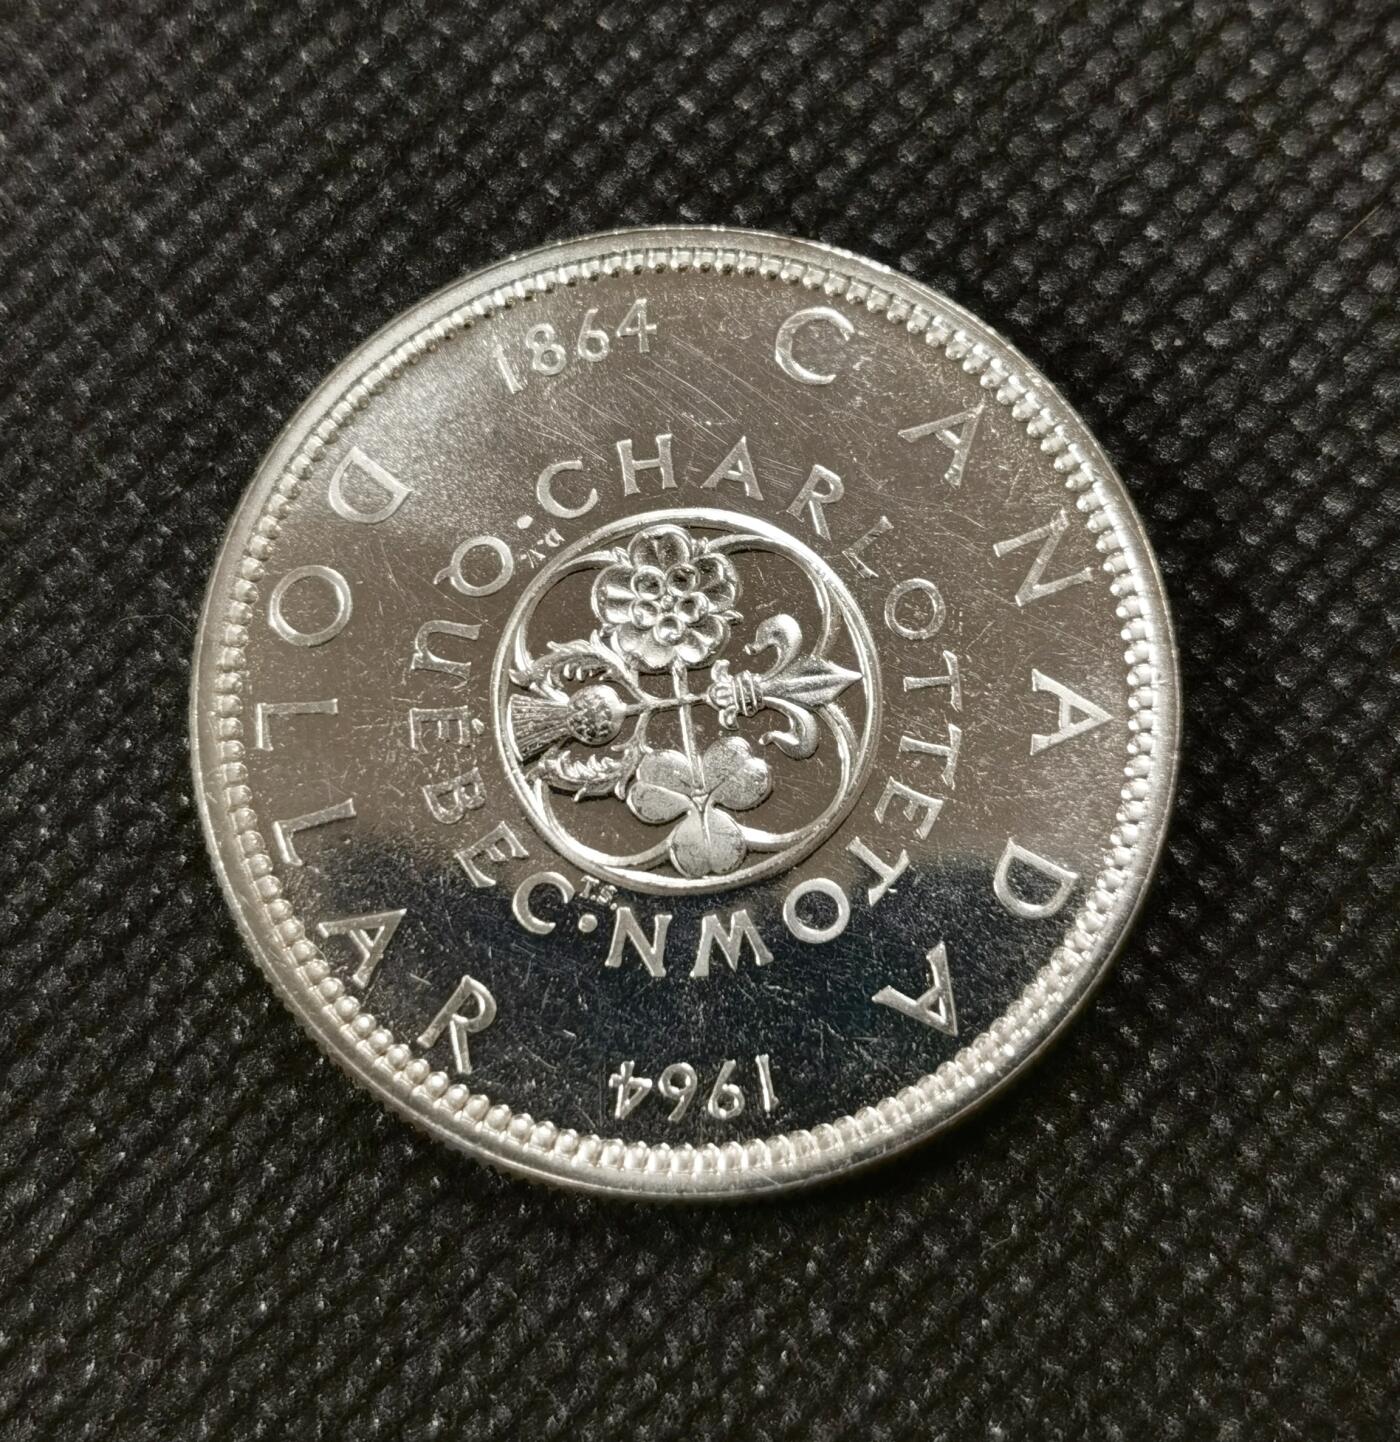 1864
CANADA
1964
DOLLAR
CHARLOTTETOWN·
QUÉBEC·
D.V.
T.S.